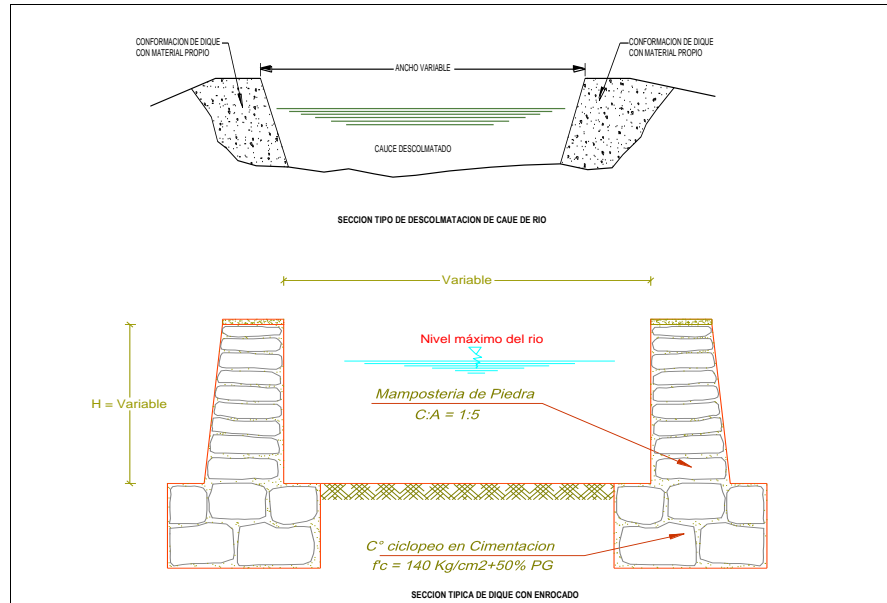 CONFORMACION DE DIQUE
CON MATERIAL PROPIO
CONFORMACION DE DIQUE
CON MATERIAL PROPIO
ANCHO VARIABLE
CAUCE DESCOLMATADO
SECCION TIPO DE DESCOLMATACION DE CAUE DE RIO
Variable
Nivel máximo del rio
H = Variable
Mamposteria de Piedra
C:A = 1:5
C° ciclopeo en Cimentacion
f'c = 140 Kg/cm2+50% PG
SECCION TIPICA DE DIQUE CON ENROCADO